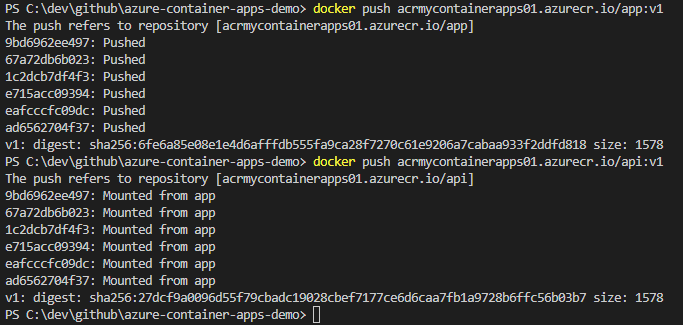 PS C:\dev\github\azure-container-apps-demo> docker push acrmycontainerapps01.azurecr.io/app:v1
The push refers to repository [acrmycontainerapps01.azurecr.io/app]
9bd6962ee497: Pushed
67a72db6b023: Pushed
1c2dcb7df4f3: Pushed
e715acc09394: Pushed
eafcccfc09dc: Pushed
ad6562704f37: Pushed
v1: digest: sha256:6fe6a85e08e1e4d6afffdb555fa9ca28f7270c61e9206a7cabaa933f2ddfd818 size: 1578
PS C:\dev\github\azure-container-apps-demo> docker push acrmycontainerapps01.azurecr.io/api:v1
The push refers to repository [acrmycontainerapps01.azurecr.io/api]
9bd6962ee497: Mounted from app
67a72db6b023: Mounted from app
1c2dcb7df4f3: Mounted from app
e715acc09394: Mounted from app
eafcccfc09dc: Mounted from app
ad6562704f37: Mounted from app
v1: digest: sha256:27dcf9a0096d55f79cbadc19028cbef7177ce6d6caa7fb1a9728b6ffc56b03b7 size: 1578
PS C:\dev\github\azure-container-apps-demo>